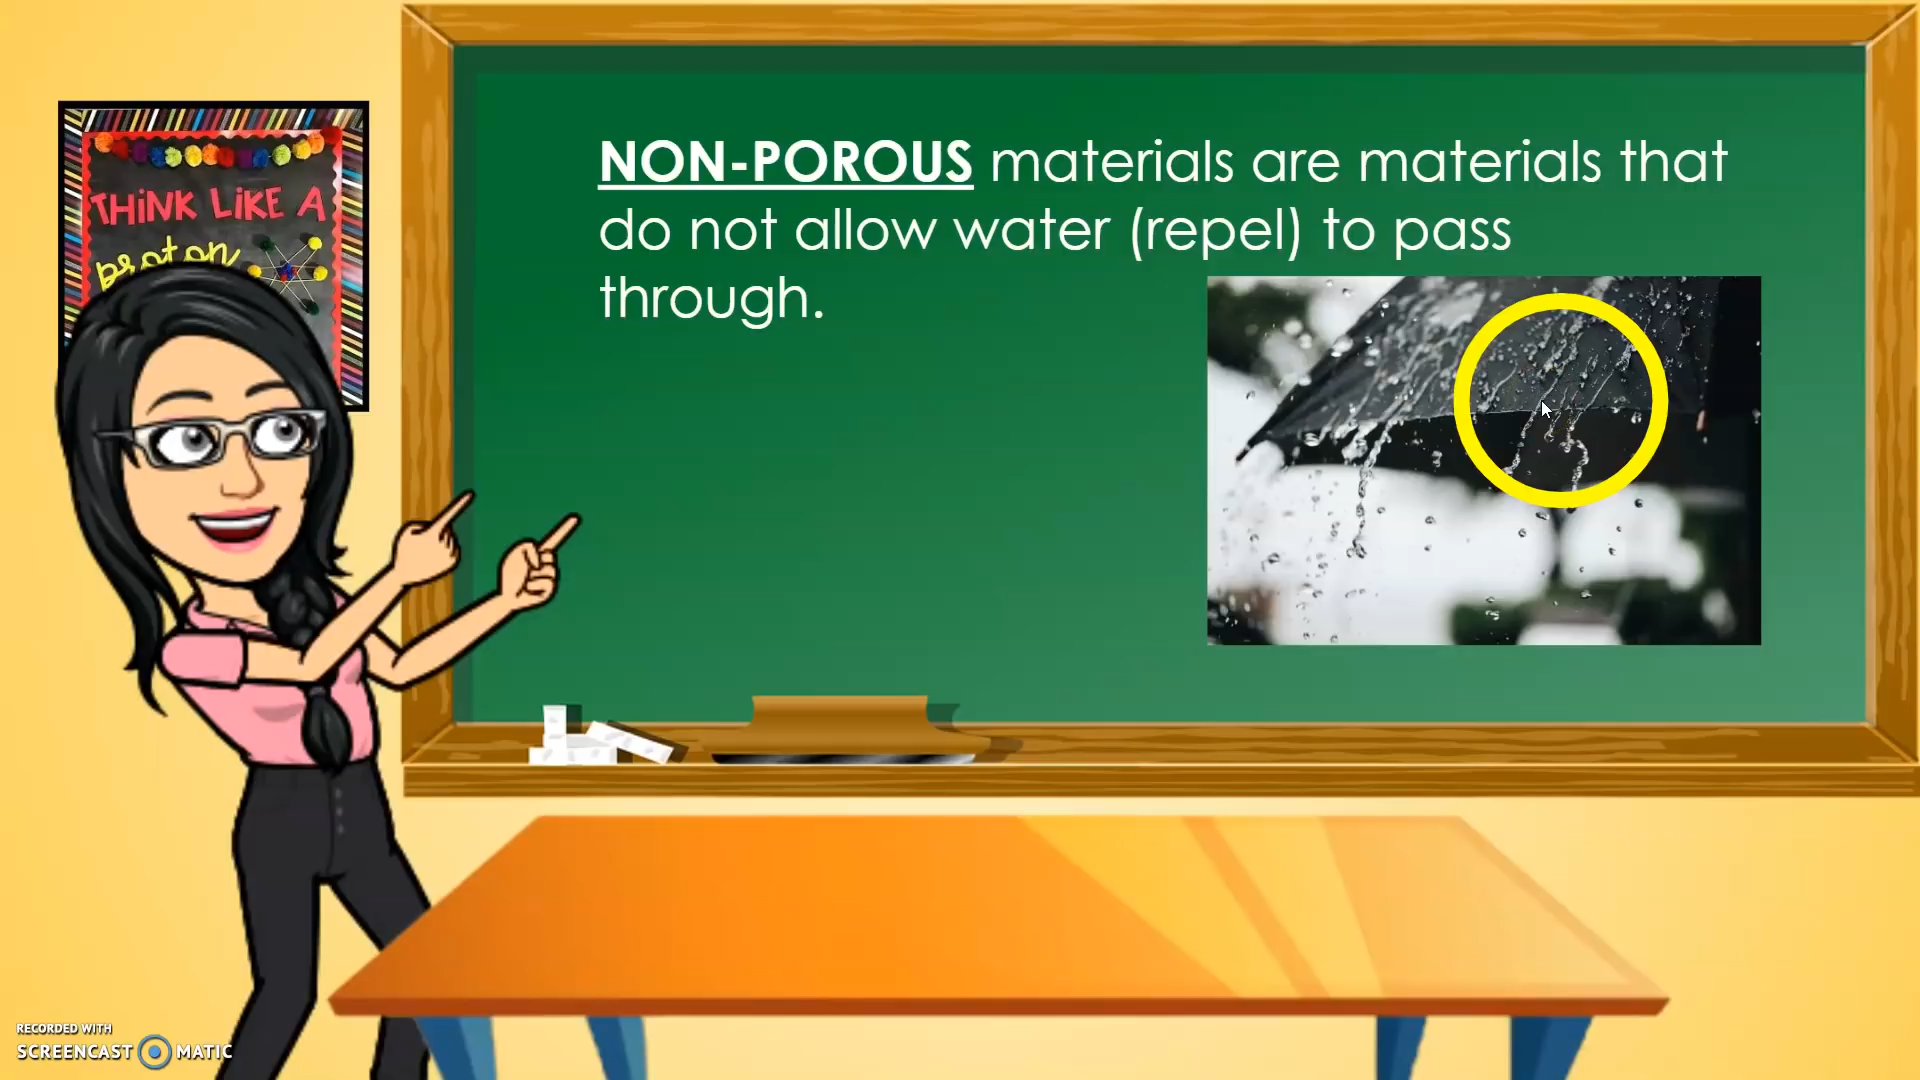 NON-POROUS materials are materials that
do not allow water (repel) to pass
through.
THiNK LiKE A
proton
RECORDED WITH
SCREENCAST MATIC